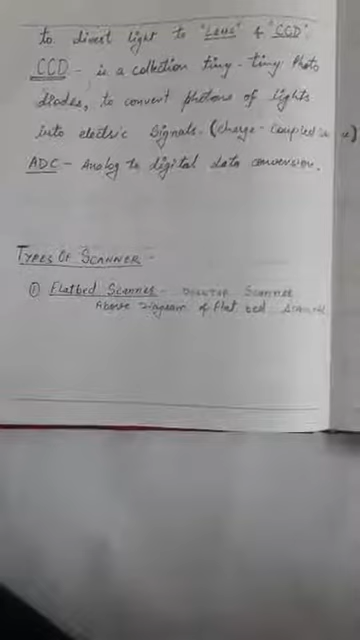 to direct light to "Lens" & "CCD".
CCD - is a collection tiny-tiny Photo
diodes, to convert photons of lights
into electric Signals. (Charge-Coupled
ADC - Analog to digital data conversion.
TYPES OF SCANNER -
① Flatbed Scanner - DESKTOP SCANNER
Above Diagram of flat bed SCANNER